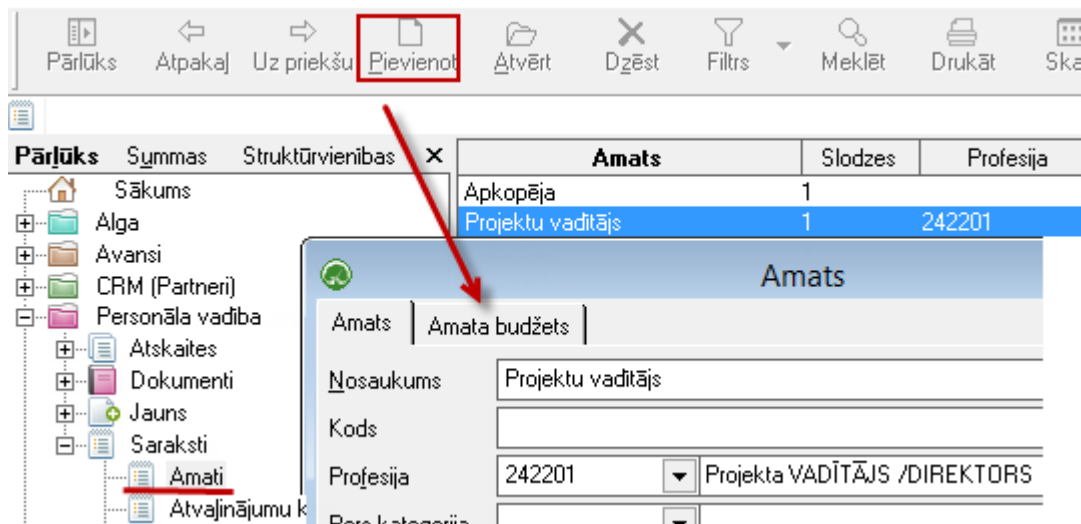 Pārlūks Atpakaļ Uz priekšu Pievienot Atvērt Dzēst Filtrs Meklēt Drukāt
Pārlūks Summas Struktūrvienības
Amats Slodzes Profesija
Sākums
Apkopēja 1
Alga
Projektu vadītājs 1 242201
Avansi
CRM (Partneri)
Amats
Personāla vadība
Amats Amata budžets
Atskaites
Dokumenti
Nosaukums Projektu vadītājs
Jauns
Kods
Saraksti
Amati
Profesija 242201 Projekta VADĪTĀJS /DIREKTORS
Atvaļinājumu k
Pers.kategorija